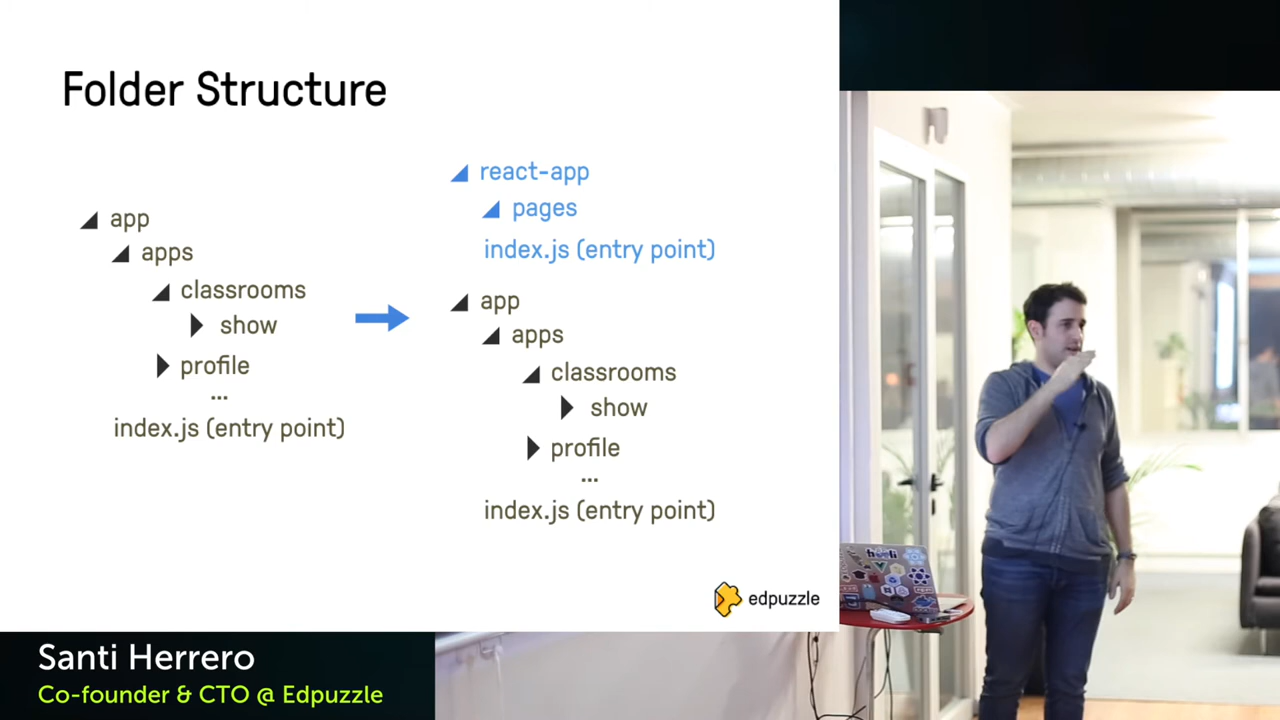 Folder Structure
app
apps
classrooms
show
profile
...
index.js (entry point)
react-app
pages
index.js (entry point)
app
apps
classrooms
show
profile
...
index.js (entry point)
edpuzzle
Santi Herrero
Co-founder & CTO @ Edpuzzle